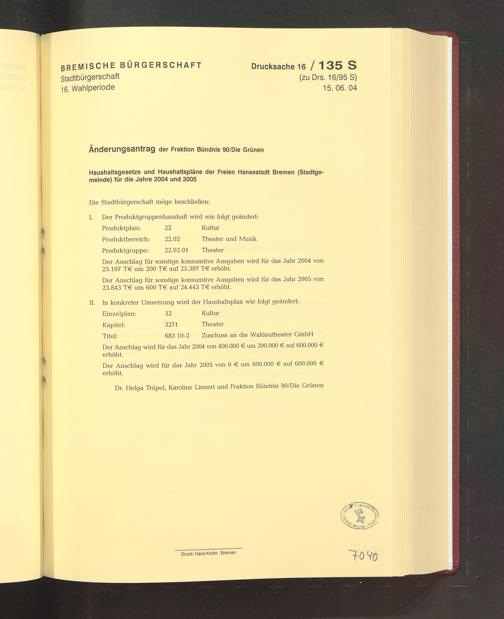 BREMISCHE BÜRGERSCHAFT
Stadtbürgerschaft
16. Wahlperiode
Drucksache 16 / 135 S
(zu Drs. 16/95 S)
15. 06. 04
Änderungsantrag der Fraktion Bündnis 90/Die Grünen
Haushaltsgesetze und Haushaltspläne der Freien Hansestadt Bremen (Stadtge-
meinde) für die Jahre 2004 und 2005
Die Stadtbürgerschaft möge beschließen:
I. Der Produktgruppenhaushalt wird wie folgt geändert:
Produktplan: 22 Kultur
Produktbereich: 22.02 Theater und Musik
Produktgruppe: 22.02.01 Theater
Der Anschlag für sonstige konsumtive Ausgaben wird für das Jahr 2004 von
25.197 T€ um 200 T€ auf 25.397 T€ erhöht.
Der Anschlag für sonstige konsumtive Ausgaben wird für das Jahr 2005 von
23.843 T€ um 600 T€ auf 24.443 T€ erhöht.
II. In konkreter Umsetzung wird der Haushaltsplan wie folgt geändert:
Einzelplan: 32 Kultur
Kapitel: 3271 Theater
Titel: 683 10-2 Zuschuss an die Waldautheater GmbH
Der Anschlag wird für das Jahr 2004 von 400.000 € um 200.000 € auf 600.000 €
erhöht.
Der Anschlag wird für das Jahr 2005 von 0 € um 600.000 € auf 600.000 €
erhöht.
Dr. Helga Trüpel, Karoline Linnert und Fraktion Bündnis 90/Die Grünen
Druck: Hans Krohn Bremen
7040